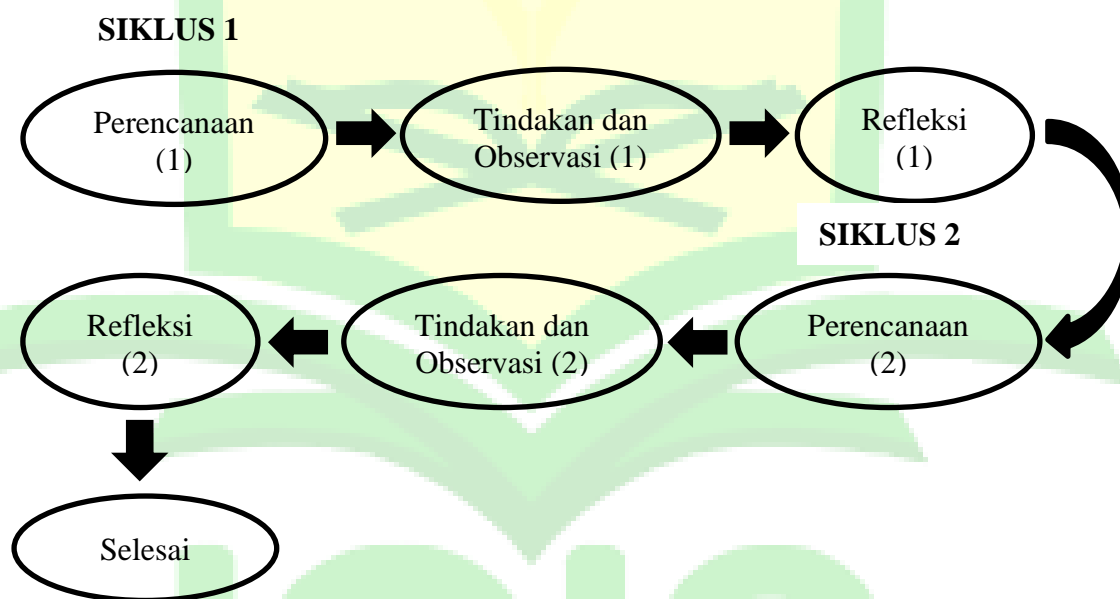 SIKLUS 1
Perencanaan
(1)
Tindakan dan
Observasi (1)
Refleksi
(1)
SIKLUS 2
Perencanaan
(2)
Tindakan dan
Observasi (2)
Refleksi
(2)
Selesai